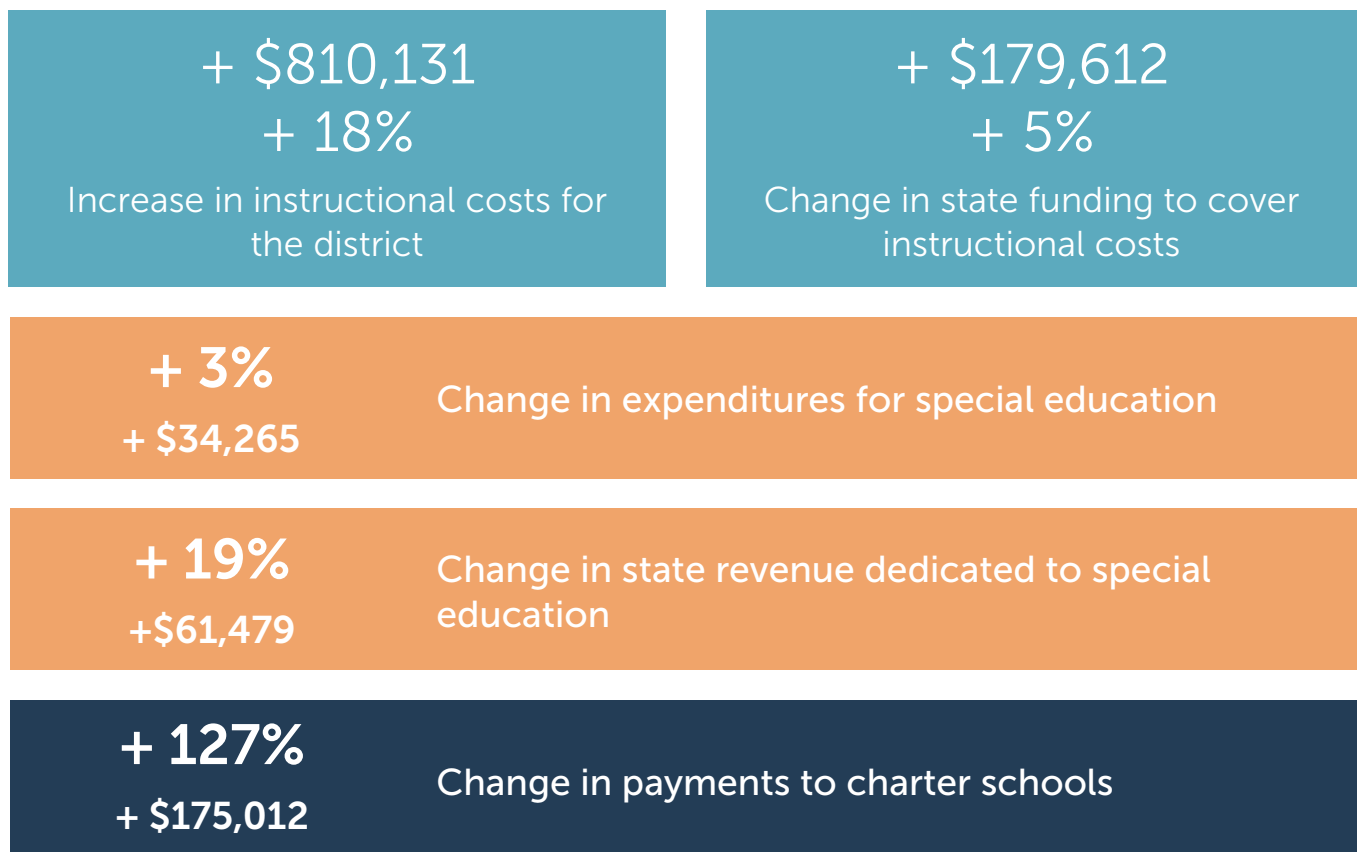 + $810,131
+ 18%
Increase in instructional costs for
the district
+ $179,612
+ 5%
Change in state funding to cover
instructional costs
+ 3%
+ $34,265
Change in expenditures for special education
+ 19%
+$61,479
Change in state revenue dedicated to special
education
+ 127%
+ $175,012
Change in payments to charter schools